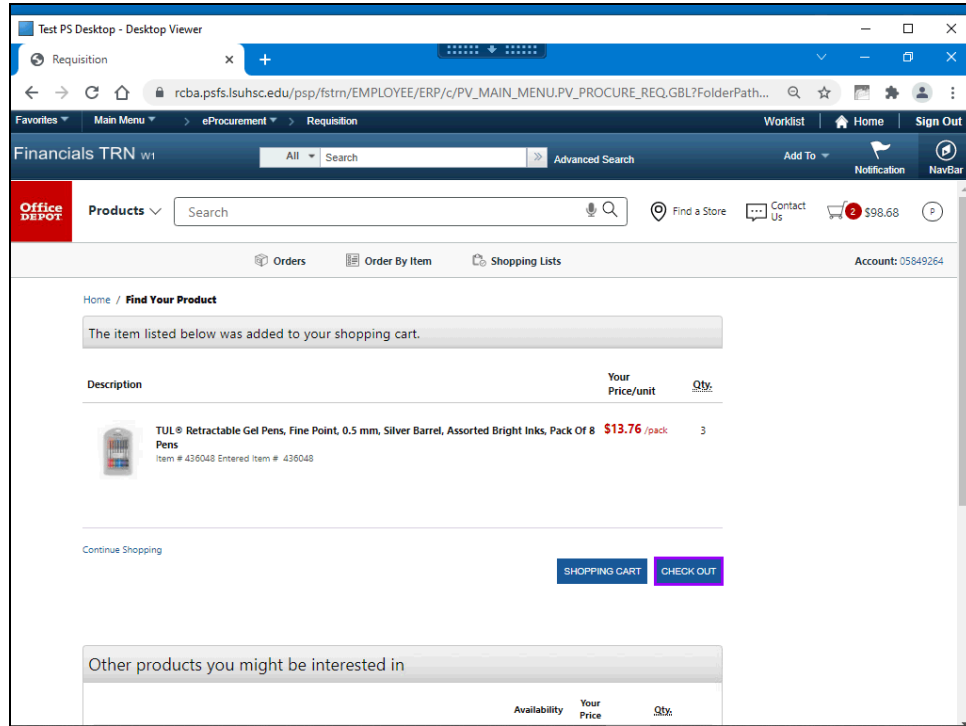 Test PS Desktop - Desktop Viewer
Requisition
rcba.psfs.lsuhsc.edu/psp/fstrn/EMPLOYEE/ERP/c/PV_MAIN_MENU.PV_PROCURE_REQ.GBL?FolderPath...
Favorites Main Menu > eProcurement > Requisition Worklist Home Sign Out
Financials TRN W1 All Search Advanced Search Add To Notification NavBar
Office DEPOT Products Search Find a Store Contact Us 2 $98.68 P
Orders Order By Item Shopping Lists Account: 05849264
Home / Find Your Product
The item listed below was added to your shopping cart.
Description Your Price/unit Qty.
TUL® Retractable Gel Pens, Fine Point, 0.5 mm, Silver Barrel, Assorted Bright Inks, Pack Of 8 $13.76 /pack 3
Pens
Item # 436048 Entered Item # 436048
Continue Shopping
SHOPPING CART CHECK OUT
Other products you might be interested in
Availability Your Price Qty.